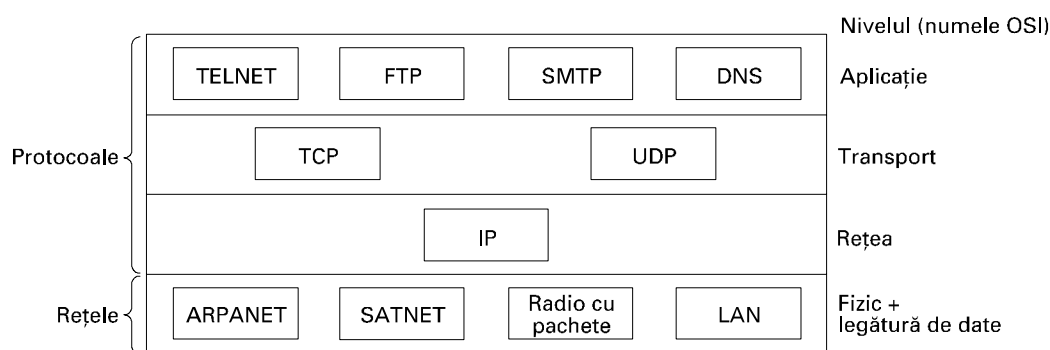 Nivelul (numele OSI)
TELNET FTP SMTP DNS Aplicație
Protocoale TCP UDP Transport
IP Rețea
Rețele ARPANET SATNET Radio cu pachete LAN Fizic +
legătură de date